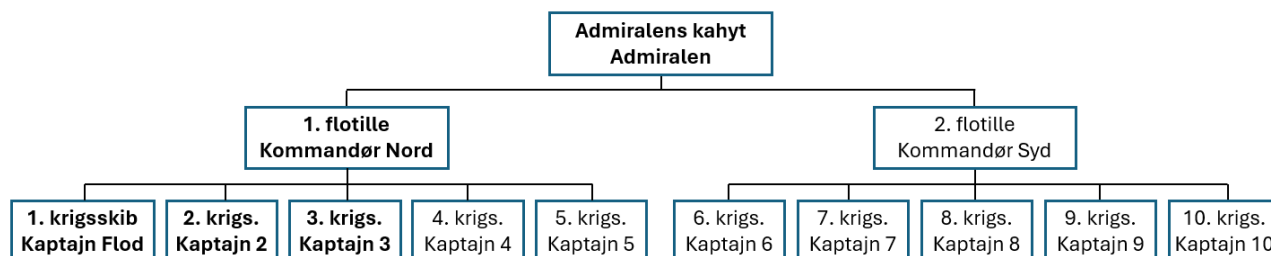 Admiralens kahyt
Admiralen
1. flotille
Kommandør Nord
2. flotille
Kommandør Syd
1. krigsskib
Kaptajn Flod
2. krigs.
Kaptajn 2
3. krigs.
Kaptajn 3
4. krigs.
Kaptajn 4
5. krigs.
Kaptajn 5
6. krigs.
Kaptajn 6
7. krigs.
Kaptajn 7
8. krigs.
Kaptajn 8
9. krigs.
Kaptajn 9
10. krigs.
Kaptajn 10